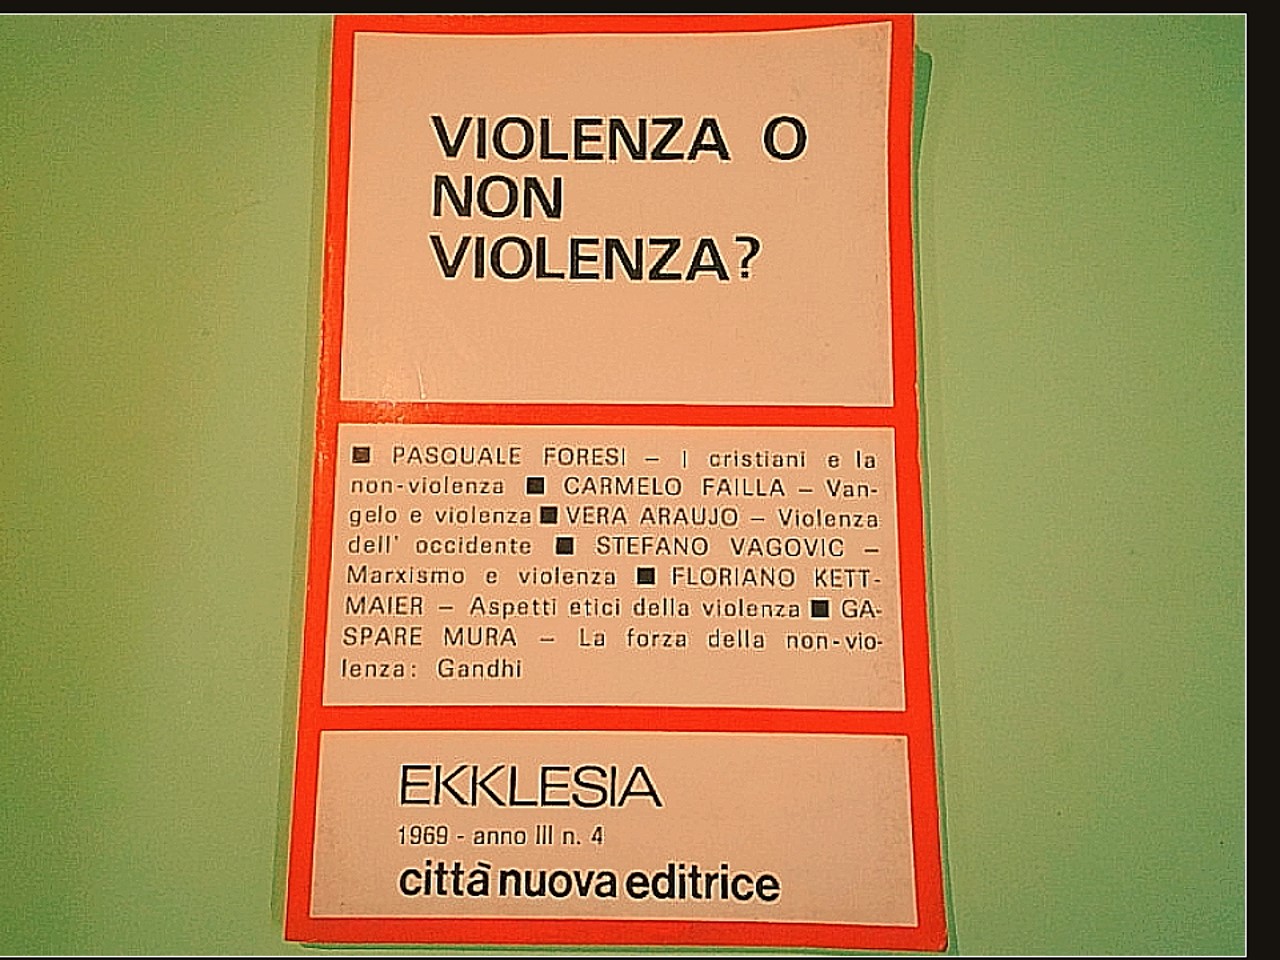 VIOLENZA O
NON
VIOLENZA?
■ PASQUALE FORESI – I cristiani e la
non-violenza ■ CARMELO FAILLA – Van-
gelo e violenza ■ VERA ARAUJO – Violenza
dell' occidente ■ STEFANO VAGOVIC –
Marxismo e violenza ■ FLORIANO KETT-
MAIER – Aspetti etici della violenza ■ GA-
SPARE MURA – La forza della non-vio-
lenza: Gandhi
EKKLESIA
1969 - anno III n. 4
città nuova editrice